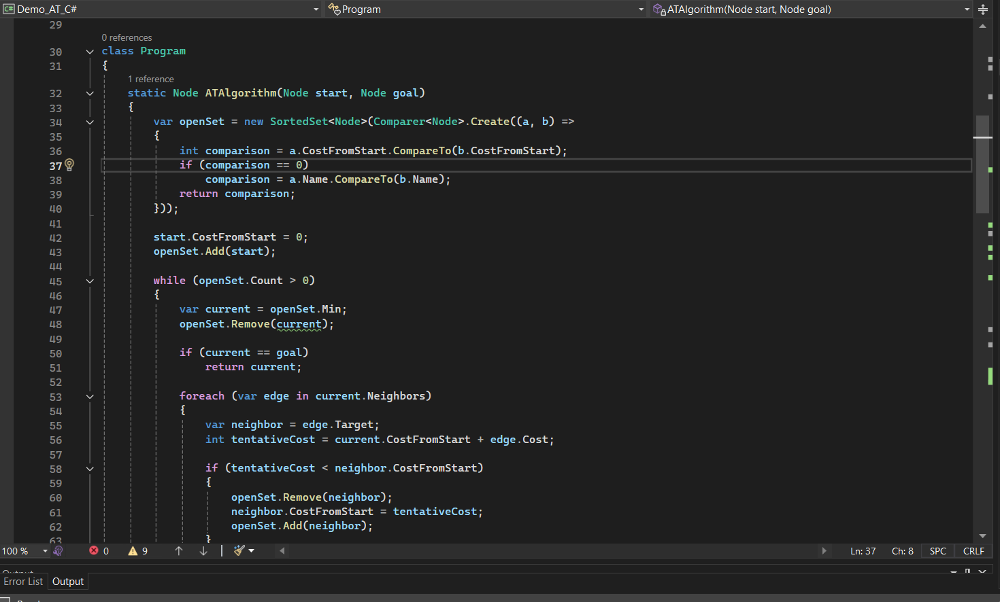 C# Demo_AT_C# Program ATAlgorithm(Node start, Node goal)
29
0 references
30 class Program
31 {
1 reference
32 static Node ATAlgorithm(Node start, Node goal)
33 {
34 var openSet = new SortedSet<Node>(Comparer<Node>.Create((a, b) =>
35 {
36 int comparison = a.CostFromStart.CompareTo(b.CostFromStart);
37 if (comparison == 0)
38 comparison = a.Name.CompareTo(b.Name);
39 return comparison;
40 }));
41
42 start.CostFromStart = 0;
43 openSet.Add(start);
44
45 while (openSet.Count > 0)
46 {
47 var current = openSet.Min;
48 openSet.Remove(current);
49
50 if (current == goal)
51 return current;
52
53 foreach (var edge in current.Neighbors)
54 {
55 var neighbor = edge.Target;
56 int tentativeCost = current.CostFromStart + edge.Cost;
57
58 if (tentativeCost < neighbor.CostFromStart)
59 {
60 openSet.Remove(neighbor);
61 neighbor.CostFromStart = tentativeCost;
62 openSet.Add(neighbor);
63 }
100 % 0 9 Ln: 37 Ch: 8 SPC CRLF
Output
Error List Output